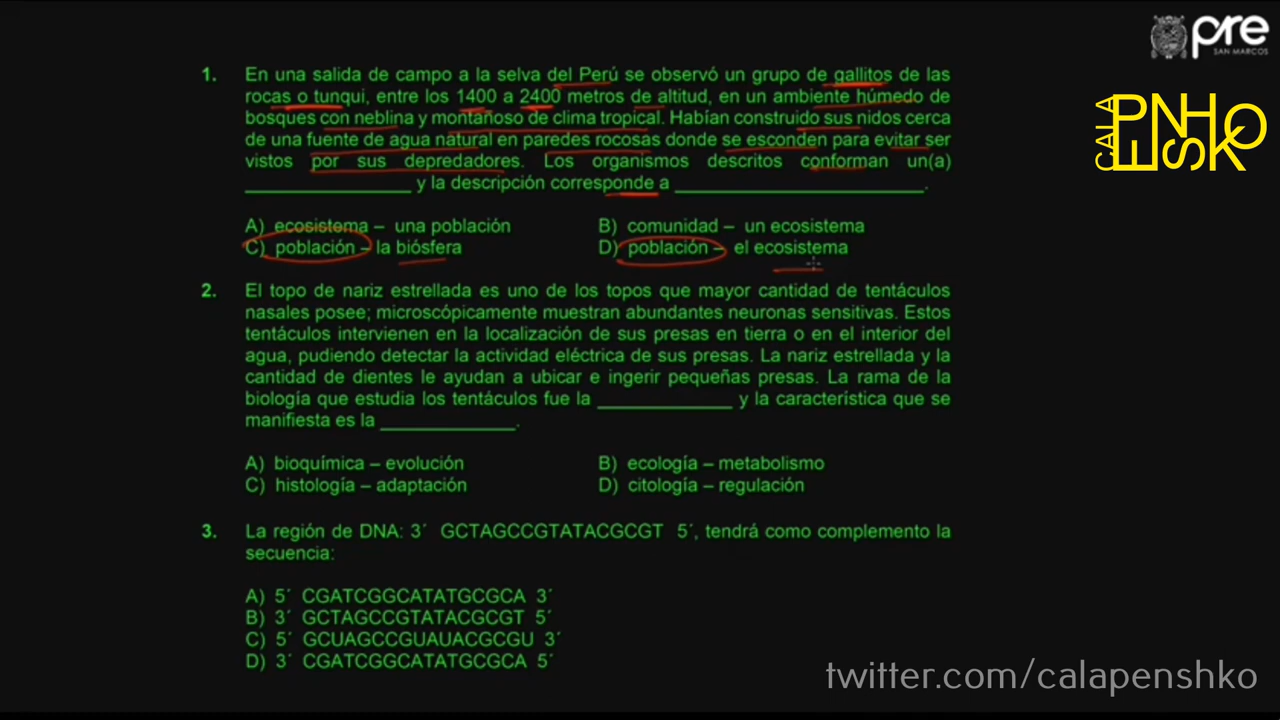 pre
SAN MARCOS
CALA
PENSHKO
1. En una salida de campo a la selva del Perú se observó un grupo de gallitos de las
rocas o tunqui, entre los 1400 a 2400 metros de altitud, en un ambiente húmedo de
bosques con neblina y montañoso de clima tropical. Habían construido sus nidos cerca
de una fuente de agua natural en paredes rocosas donde se esconden para evitar ser
vistos por sus depredadores. Los organismos descritos conforman un(a)
_______________ y la descripción corresponde a _______________________.
A) ecosistema – una población
B) comunidad – un ecosistema
C) población – la biósfera
D) población – el ecosistema
2. El topo de nariz estrellada es uno de los topos que mayor cantidad de tentáculos
nasales posee; microscópicamente muestran abundantes neuronas sensitivas. Estos
tentáculos intervienen en la localización de sus presas en tierra o en el interior del
agua, pudiendo detectar la actividad eléctrica de sus presas. La nariz estrellada y la
cantidad de dientes le ayudan a ubicar e ingerir pequeñas presas. La rama de la
biología que estudia los tentáculos fue la ____________ y la característica que se
manifiesta es la ____________.
A) bioquímica – evolución
B) ecología – metabolismo
C) histología – adaptación
D) citología – regulación
3. La región de DNA: 3´ GCTAGCCGTATACGCGT 5´, tendrá como complemento la
secuencia:
A) 5´ CGATCGGCATATGCGCA 3´
B) 3´ GCTAGCCGTATACGCGT 5´
C) 5´ GCUAGCCGUAUACGCGU 3´
D) 3´ CGATCGGCATATGCGCA 5´
twitter.com/calapenshko